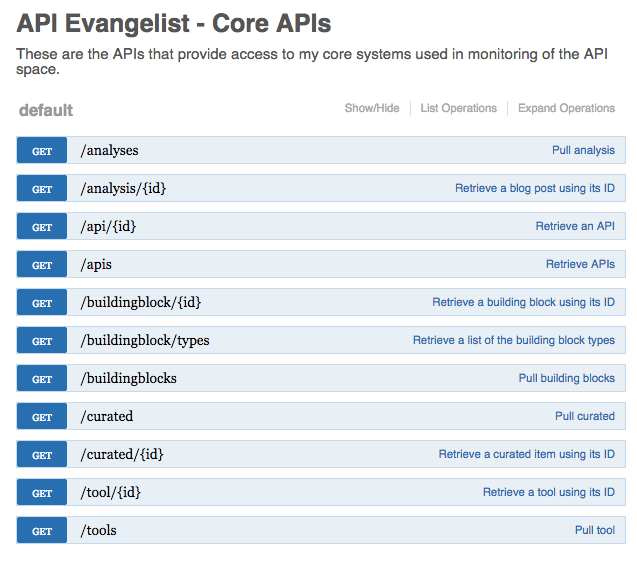 API Evangelist - Core APIs
These are the APIs that provide access to my core systems used in monitoring of the API
space.
default Show/Hide List Operations Expand Operations
GET /analyses Pull analysis
GET /analysis/{id} Retrieve a blog post using its ID
GET /api/{id} Retrieve an API
GET /apis Retrieve APIs
GET /buildingblock/{id} Retrieve a building block using its ID
GET /buildingblock/types Retrieve a list of the building block types
GET /buildingblocks Pull building blocks
GET /curated Pull curated
GET /curated/{id} Retrieve a curated item using its ID
GET /tool/{id} Retrieve a tool using its ID
GET /tools Pull tool